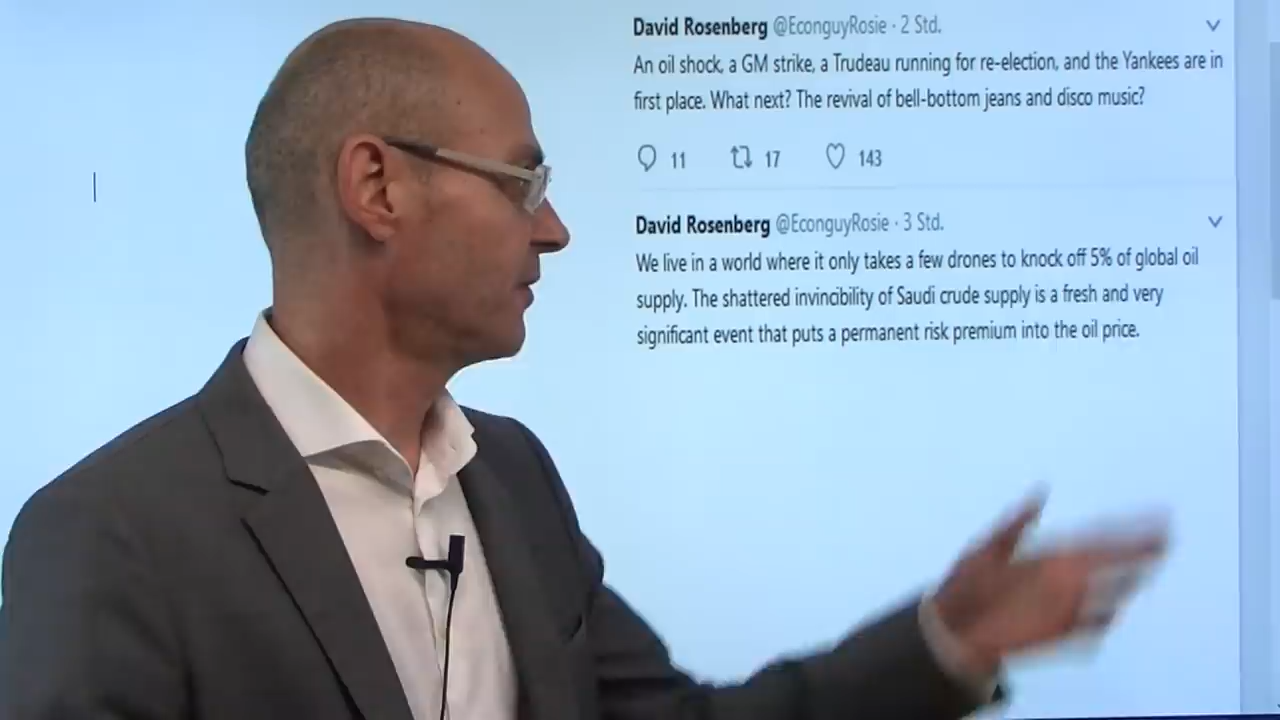 David Rosenberg @EconguyRosie · 2 Std.
An oil shock, a GM strike, a Trudeau running for re-election, and the Yankees are in
first place. What next? The revival of bell-bottom jeans and disco music?
11 17 143
David Rosenberg @EconguyRosie · 3 Std.
We live in a world where it only takes a few drones to knock off 5% of global oil
supply. The shattered invincibility of Saudi crude supply is a fresh and very
significant event that puts a permanent risk premium into the oil price.